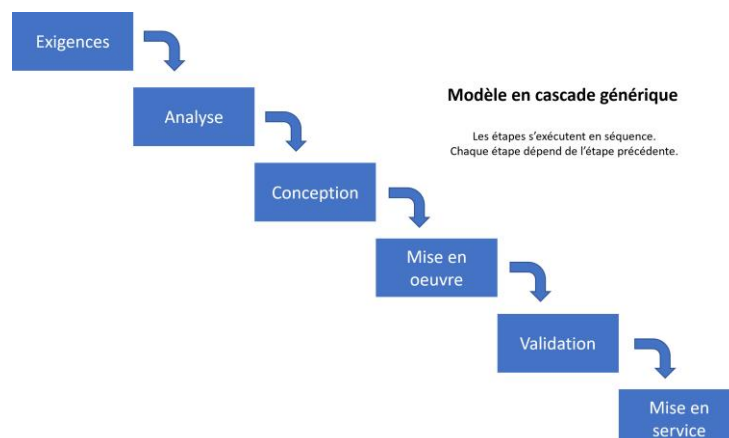 Exigences
Analyse
Modèle en cascade générique
Les étapes s’exécutent en séquence.
Chaque étape dépend de l’étape précédente.
Conception
Mise en
oeuvre
Validation
Mise en
service